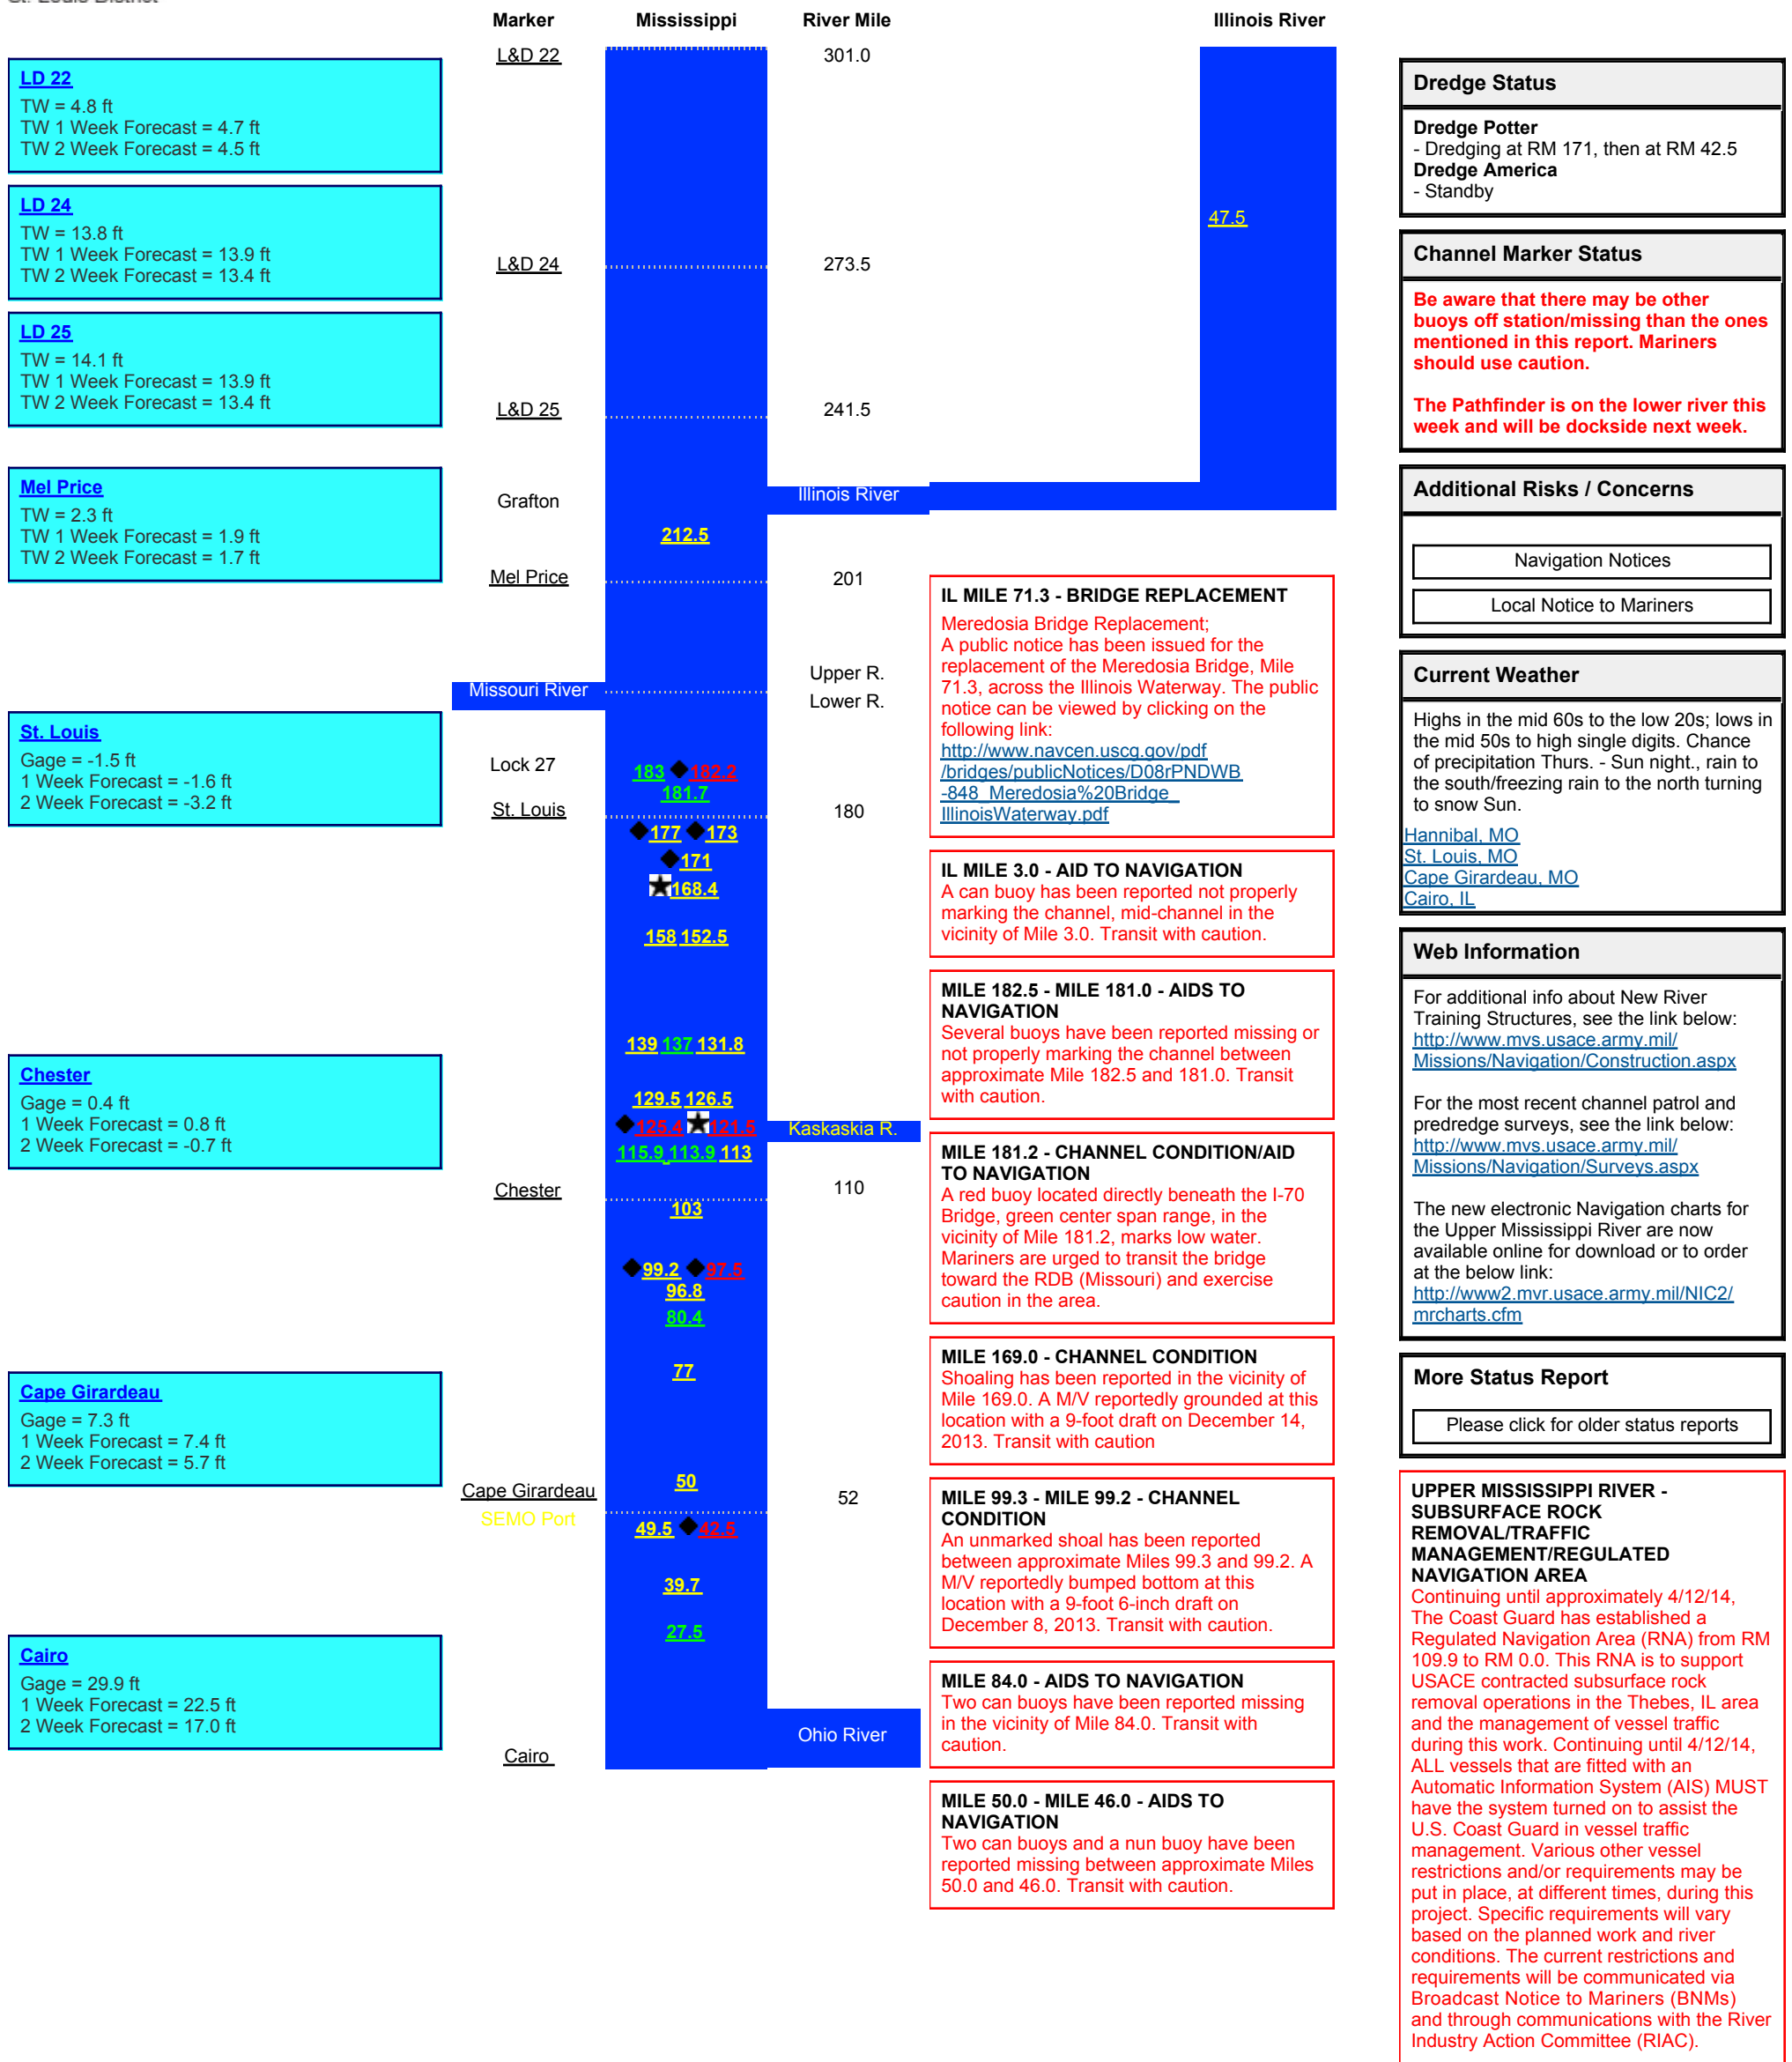 St. Louis District
Marker Mississippi River Mile Illinois River
L&D 22 301.0
LD 22
TW = 4.8 ft
TW 1 Week Forecast = 4.7 ft
TW 2 Week Forecast = 4.5 ft
LD 24
TW = 13.8 ft
TW 1 Week Forecast = 13.9 ft
TW 2 Week Forecast = 13.4 ft
47.5
L&D 24 273.5
LD 25
TW = 14.1 ft
TW 1 Week Forecast = 13.9 ft
TW 2 Week Forecast = 13.4 ft
L&D 25 241.5
Mel Price
TW = 2.3 ft
TW 1 Week Forecast = 1.9 ft
TW 2 Week Forecast = 1.7 ft
Grafton Illinois River
212.5
Mel Price 201
Upper R.
Missouri River Lower R.
St. Louis
Gage = -1.5 ft
1 Week Forecast = -1.6 ft
2 Week Forecast = -3.2 ft
Lock 27
183 ◆182.2
181.7
St. Louis 180
◆177 ◆173
◆171
★168.4
158 152.5
139 137 131.8
Chester
Gage = 0.4 ft
1 Week Forecast = 0.8 ft
2 Week Forecast = -0.7 ft
129.5 126.5
◆125.4 ★121.5 Kaskaskia R.
115.9 113.9 113
Chester 110
103
◆99.2 ◆97.5
96.8
80.4
77
Cape Girardeau
Gage = 7.3 ft
1 Week Forecast = 7.4 ft
2 Week Forecast = 5.7 ft
50
Cape Girardeau 52
SEMO Port
49.5 ◆42.5
39.7
27.5
Cairo
Gage = 29.9 ft
1 Week Forecast = 22.5 ft
2 Week Forecast = 17.0 ft
Ohio River
Cairo
IL MILE 71.3 - BRIDGE REPLACEMENT
Meredosia Bridge Replacement;
A public notice has been issued for the
replacement of the Meredosia Bridge, Mile
71.3, across the Illinois Waterway. The public
notice can be viewed by clicking on the
following link:
http://www.navcen.uscg.gov/pdf
/bridges/publicNotices/D08rPNDWB
-848_Meredosia%20Bridge_
IllinoisWaterway.pdf
IL MILE 3.0 - AID TO NAVIGATION
A can buoy has been reported not properly
marking the channel, mid-channel in the
vicinity of Mile 3.0. Transit with caution.
MILE 182.5 - MILE 181.0 - AIDS TO
NAVIGATION
Several buoys have been reported missing or
not properly marking the channel between
approximate Mile 182.5 and 181.0. Transit
with caution.
MILE 181.2 - CHANNEL CONDITION/AID
TO NAVIGATION
A red buoy located directly beneath the I-70
Bridge, green center span range, in the
vicinity of Mile 181.2, marks low water.
Mariners are urged to transit the bridge
toward the RDB (Missouri) and exercise
caution in the area.
MILE 169.0 - CHANNEL CONDITION
Shoaling has been reported in the vicinity of
Mile 169.0. A M/V reportedly grounded at this
location with a 9-foot draft on December 14,
2013. Transit with caution
MILE 99.3 - MILE 99.2 - CHANNEL
CONDITION
An unmarked shoal has been reported
between approximate Miles 99.3 and 99.2. A
M/V reportedly bumped bottom at this
location with a 9-foot 6-inch draft on
December 8, 2013. Transit with caution.
MILE 84.0 - AIDS TO NAVIGATION
Two can buoys have been reported missing
in the vicinity of Mile 84.0. Transit with
caution.
MILE 50.0 - MILE 46.0 - AIDS TO
NAVIGATION
Two can buoys and a nun buoy have been
reported missing between approximate Miles
50.0 and 46.0. Transit with caution.
Dredge Status
Dredge Potter
- Dredging at RM 171, then at RM 42.5
Dredge America
- Standby
Channel Marker Status
Be aware that there may be other
buoys off station/missing than the ones
mentioned in this report. Mariners
should use caution.
The Pathfinder is on the lower river this
week and will be dockside next week.
Additional Risks / Concerns
Navigation Notices
Local Notice to Mariners
Current Weather
Highs in the mid 60s to the low 20s; lows in
the mid 50s to high single digits. Chance
of precipitation Thurs. - Sun night., rain to
the south/freezing rain to the north turning
to snow Sun.
Hannibal, MO
St. Louis, MO
Cape Girardeau, MO
Cairo, IL
Web Information
For additional info about New River
Training Structures, see the link below:
http://www.mvs.usace.army.mil/
Missions/Navigation/Construction.aspx
For the most recent channel patrol and
predredge surveys, see the link below:
http://www.mvs.usace.army.mil/
Missions/Navigation/Surveys.aspx
The new electronic Navigation charts for
the Upper Mississippi River are now
available online for download or to order
at the below link:
http://www2.mvr.usace.army.mil/NIC2/
mrcharts.cfm
More Status Report
Please click for older status reports
UPPER MISSISSIPPI RIVER -
SUBSURFACE ROCK
REMOVAL/TRAFFIC
MANAGEMENT/REGULATED
NAVIGATION AREA
Continuing until approximately 4/12/14,
The Coast Guard has established a
Regulated Navigation Area (RNA) from RM
109.9 to RM 0.0. This RNA is to support
USACE contracted subsurface rock
removal operations in the Thebes, IL area
and the management of vessel traffic
during this work. Continuing until 4/12/14,
ALL vessels that are fitted with an
Automatic Information System (AIS) MUST
have the system turned on to assist the
U.S. Coast Guard in vessel traffic
management. Various other vessel
restrictions and/or requirements may be
put in place, at different times, during this
project. Specific requirements will vary
based on the planned work and river
conditions. The current restrictions and
requirements will be communicated via
Broadcast Notice to Mariners (BNMs)
and through communications with the River
Industry Action Committee (RIAC).